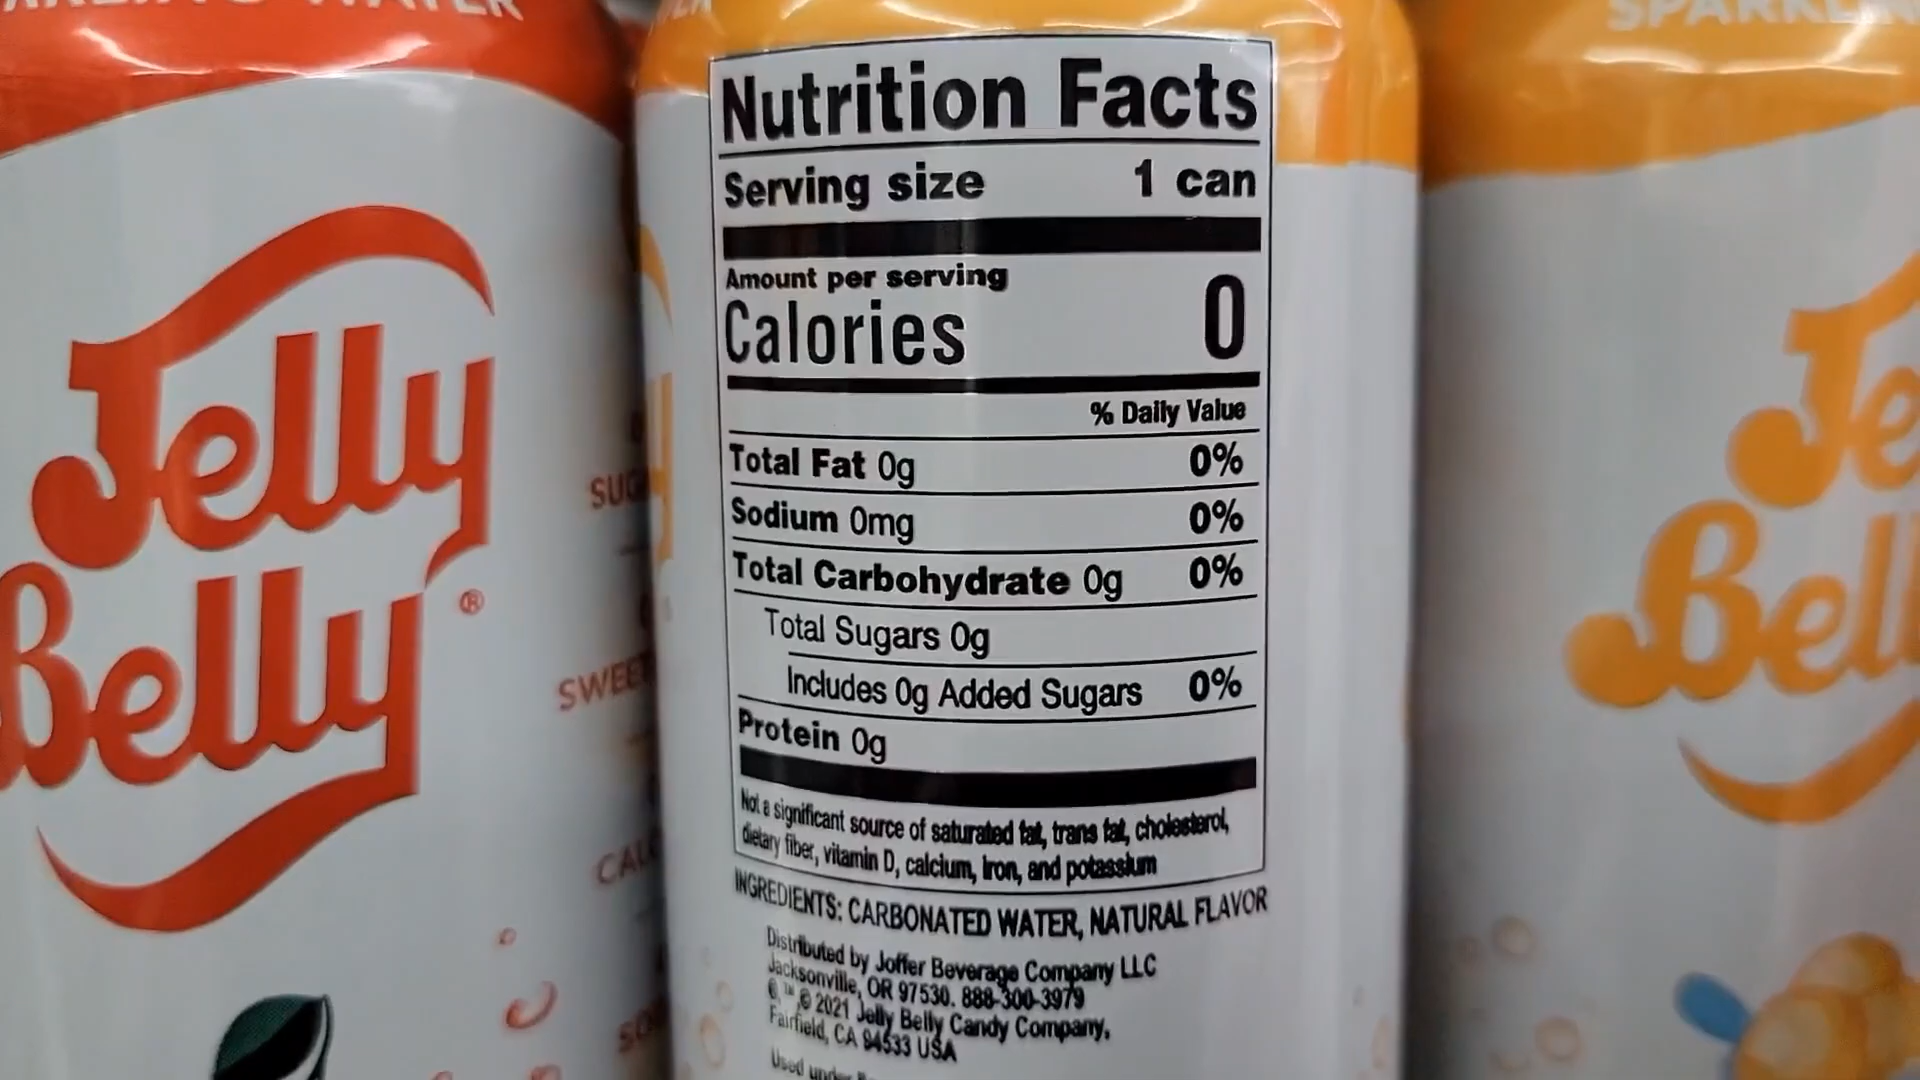 Jelly
Belly®
Nutrition Facts
Serving size 1 can
Amount per serving
Calories 0
% Daily Value
Total Fat 0g 0%
Sodium 0mg 0%
Total Carbohydrate 0g 0%
Total Sugars 0g
Includes 0g Added Sugars 0%
Protein 0g
Not a significant source of saturated fat, trans fat, cholesterol,
dietary fiber, vitamin D, calcium, iron, and potassium
INGREDIENTS: CARBONATED WATER, NATURAL FLAVOR
Distributed by Joffer Beverage Company LLC
Jacksonville, OR 97530. 888-300-3979
®, ™, © 2021 Jelly Belly Candy Company,
Fairfield, CA 94533 USA
Used under
Je
Bell